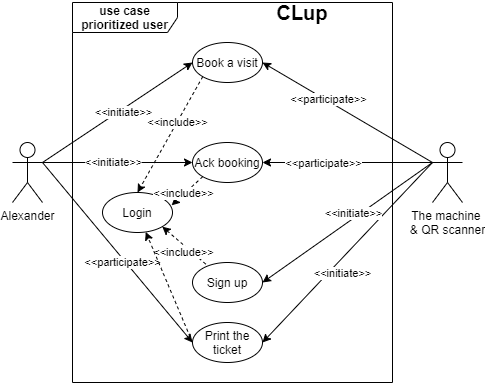 use case
prioritized user
CLup
Book a visit
<<initiate>>
<<participate>>
<<include>>
Ack booking
<<initiate>>
<<participate>>
<<include>>
Alexander
Login
<<initiate>>
The machine
& QR scanner
<<include>>
<<participate>>
<<initiate>>
Sign up
Print the
ticket